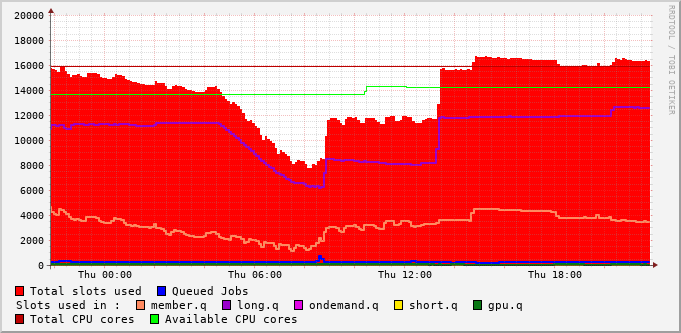 20000
18000
16000
14000
12000
10000
8000
6000
4000
2000
0
Thu 00:00 Thu 06:00 Thu 12:00 Thu 18:00
Total slots used Queued Jobs
Slots used in : member.q long.q ondemand.q short.q gpu.q
Total CPU cores Available CPU cores
RRDTOOL / TOBI OETIKER